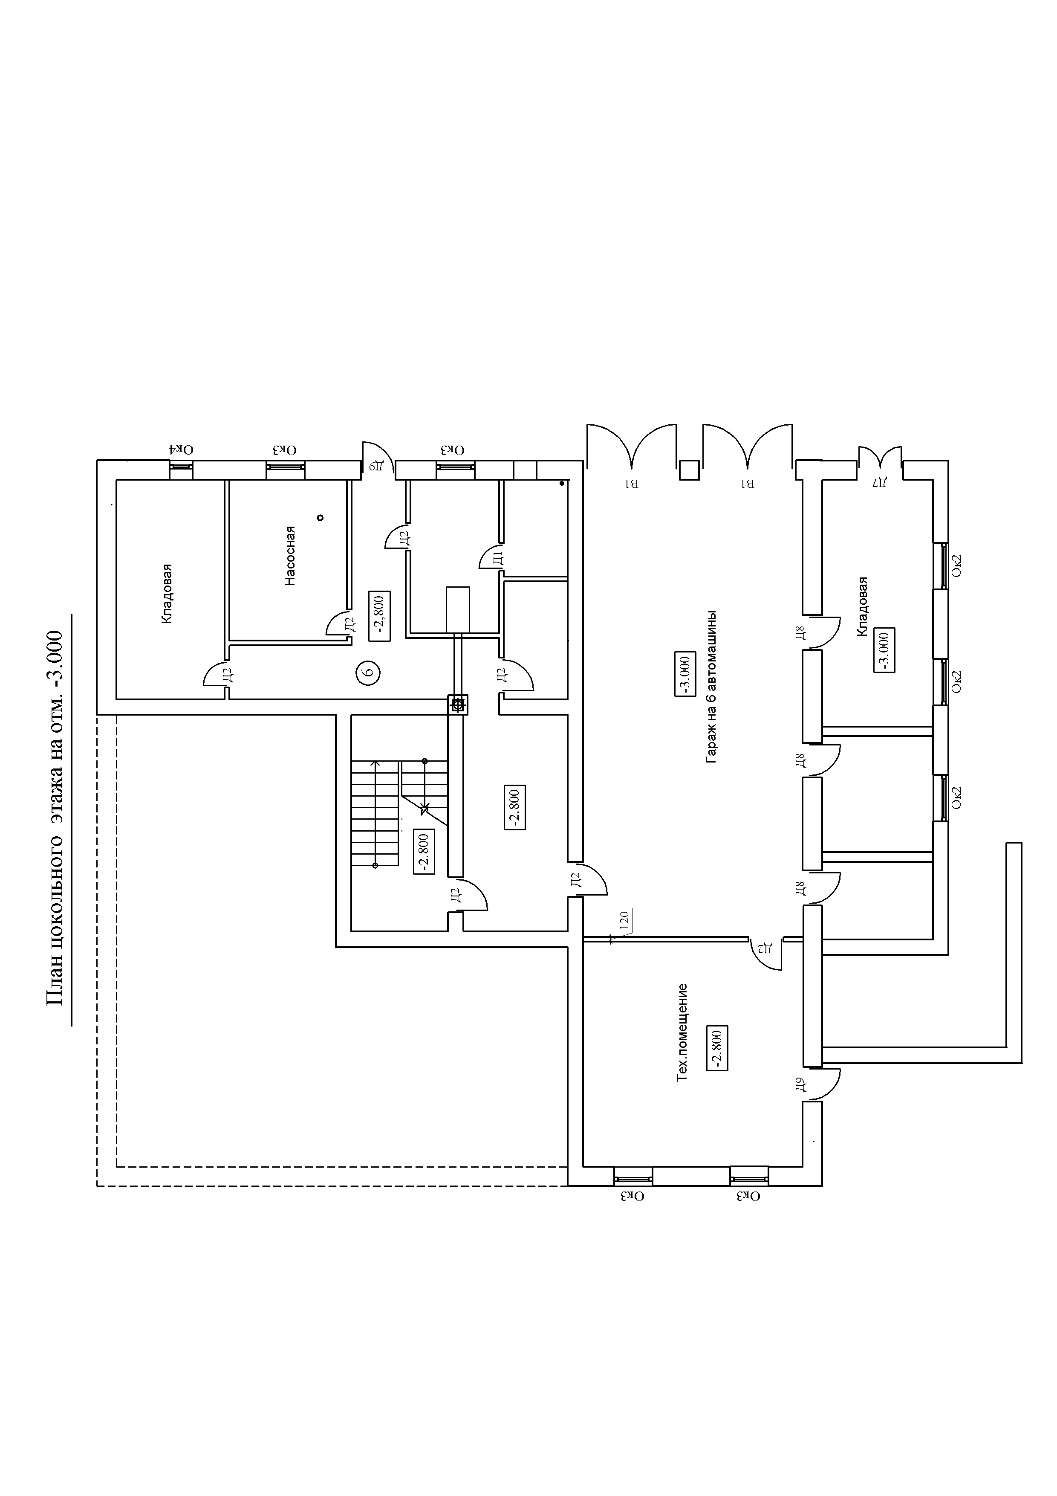 План цокольного этажа на отм. -3.000
Ок4
Ок3
Д9
Ок3
В1
В1
Д7
Кладовая
Насосная
Д2
Д1
Ок2
Д2
-2,800
Кладовая
-3.000
Д8
Гараж на 6 автомашины
-3.000
Д2
6
Д2
Ок2
Д8
-2.800
Ок2
-2.800
Д2
Д2
Д8
120
Д3
Тех.помещение
-2.800
Д9
Ок3
Ок3